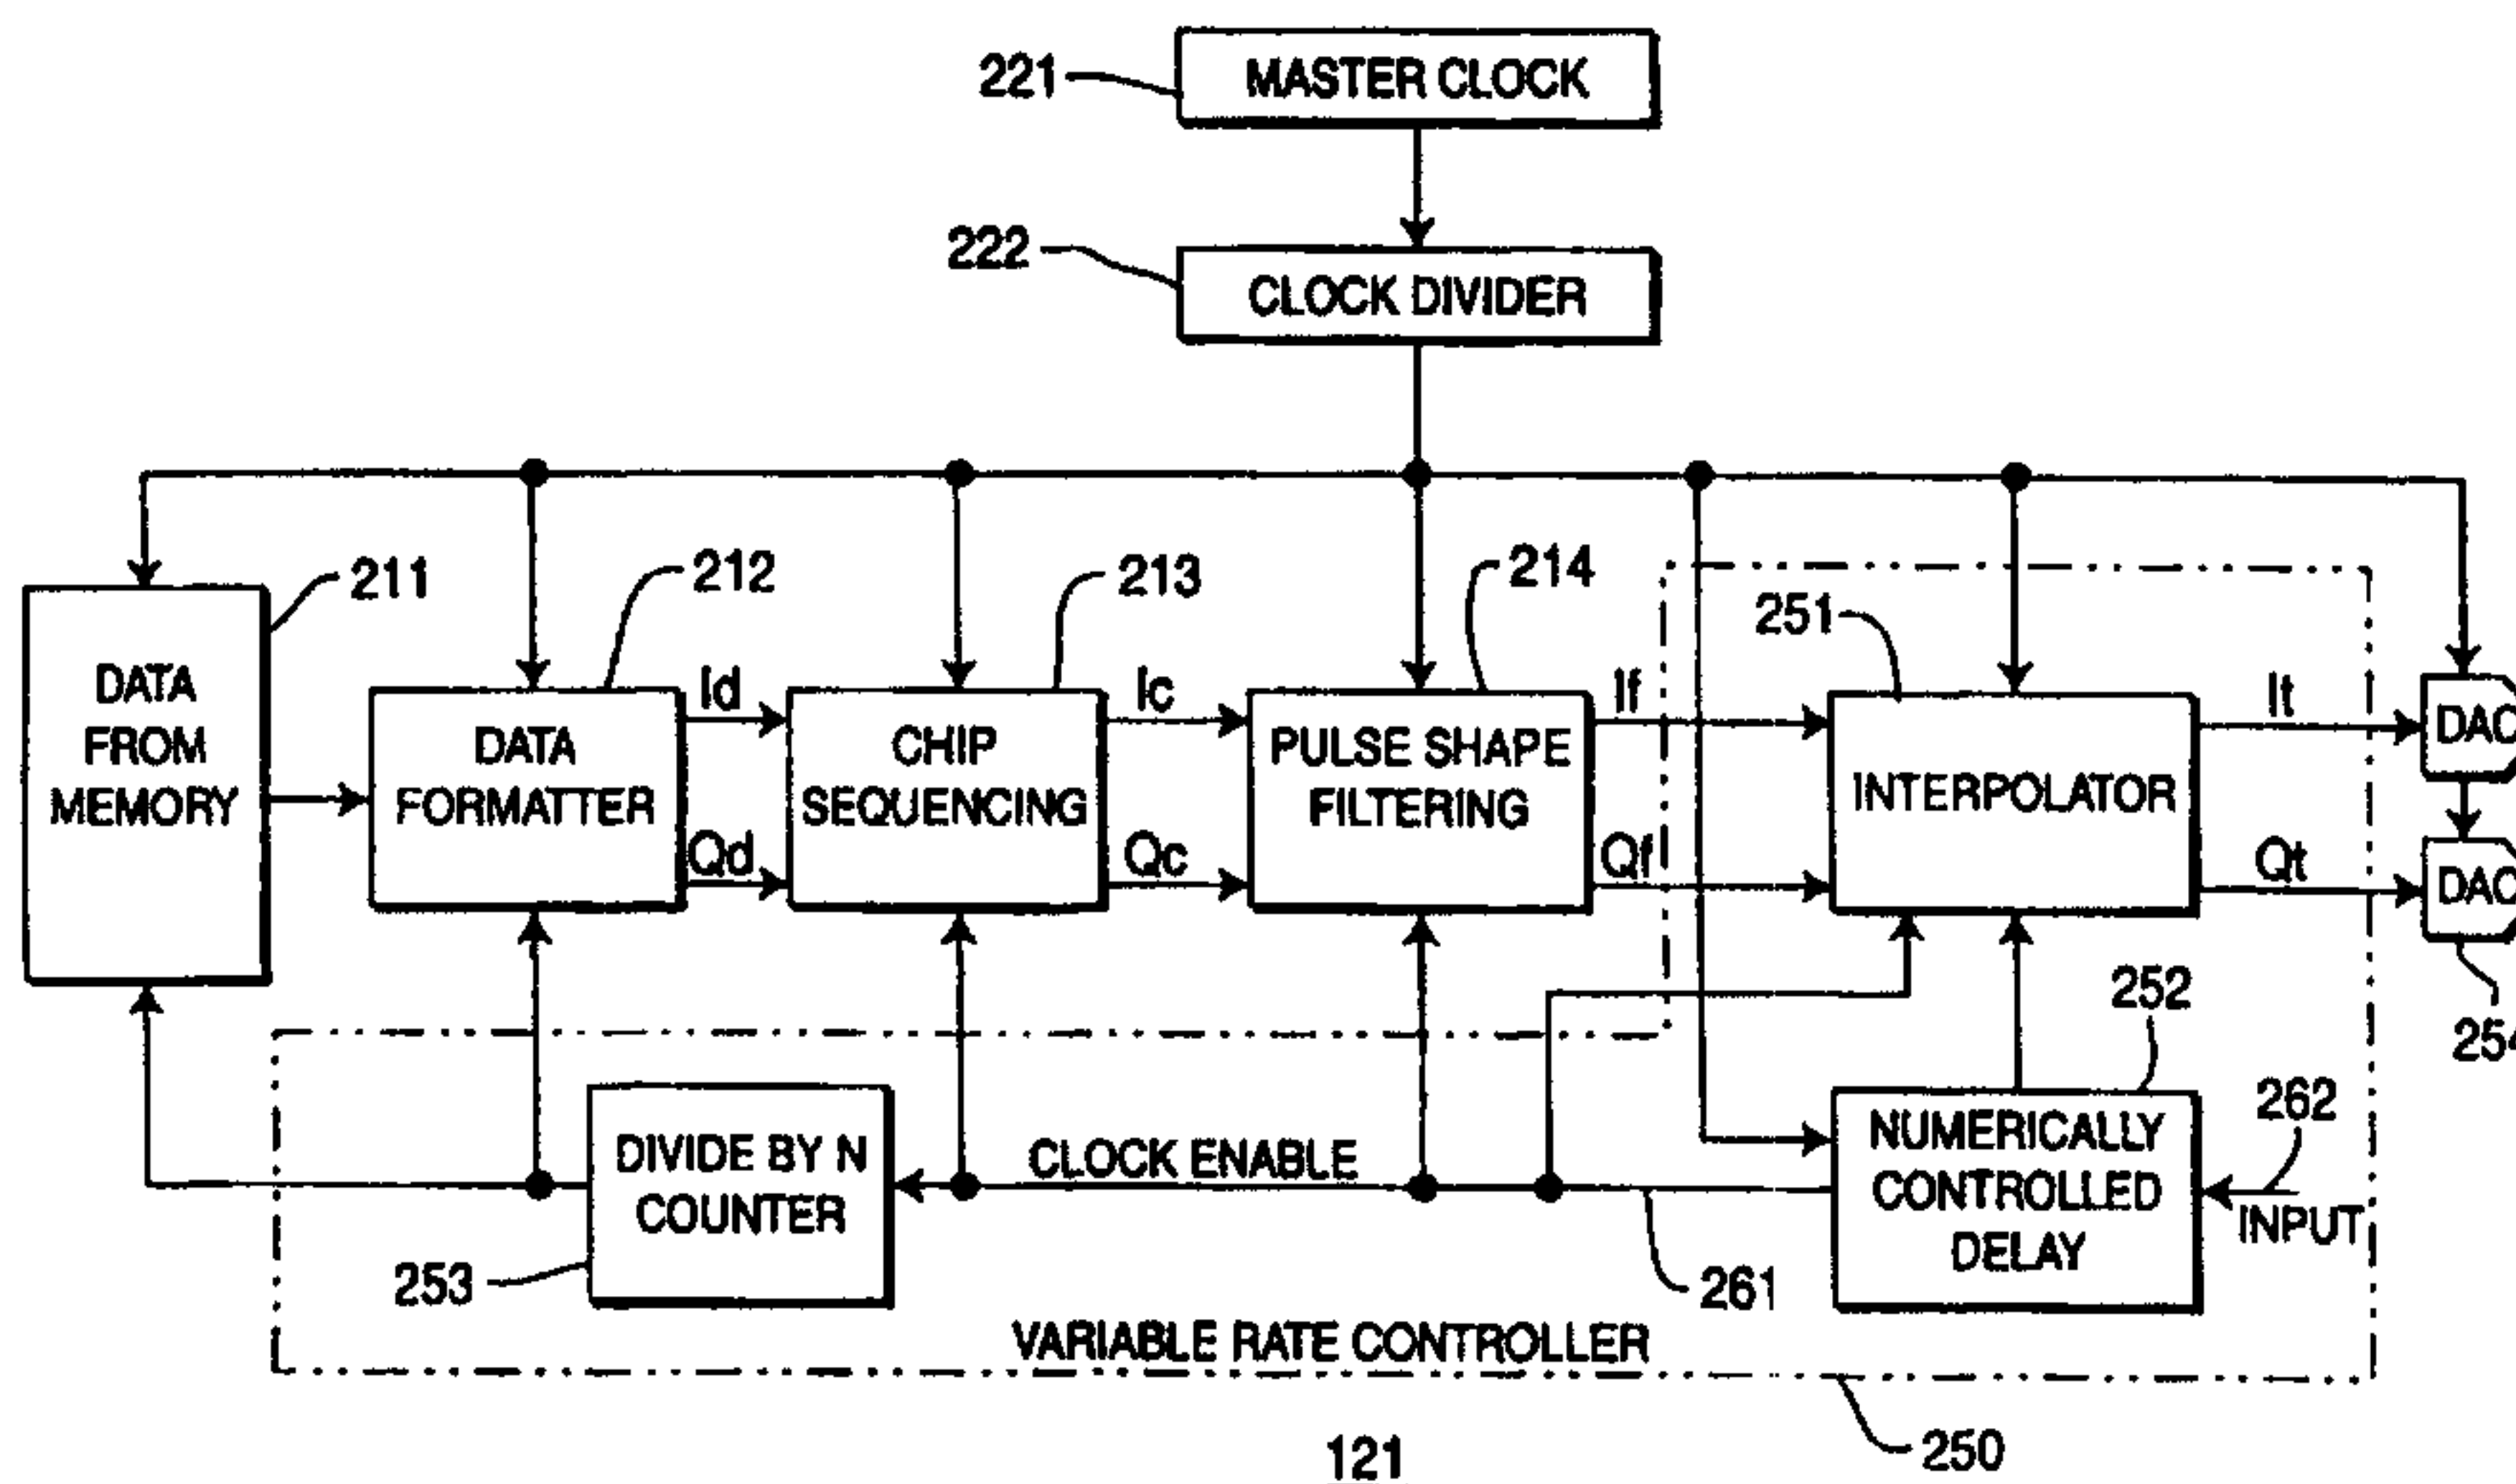 221
MASTER CLOCK
222
CLOCK DIVIDER
211
212
213
214
251
DATA
FROM
MEMORY
DATA
FORMATTER
Id
Qd
CHIP
SEQUENCING
Ic
Qc
PULSE SHAPE
FILTERING
If
Qf
INTERPOLATOR
It
Qt
DAC
DAC
254
252
262
DIVIDE BY N
COUNTER
253
CLOCK ENABLE
261
NUMERICALLY
CONTROLLED
DELAY
INPUT
VARIABLE RATE CONTROLLER
250
121